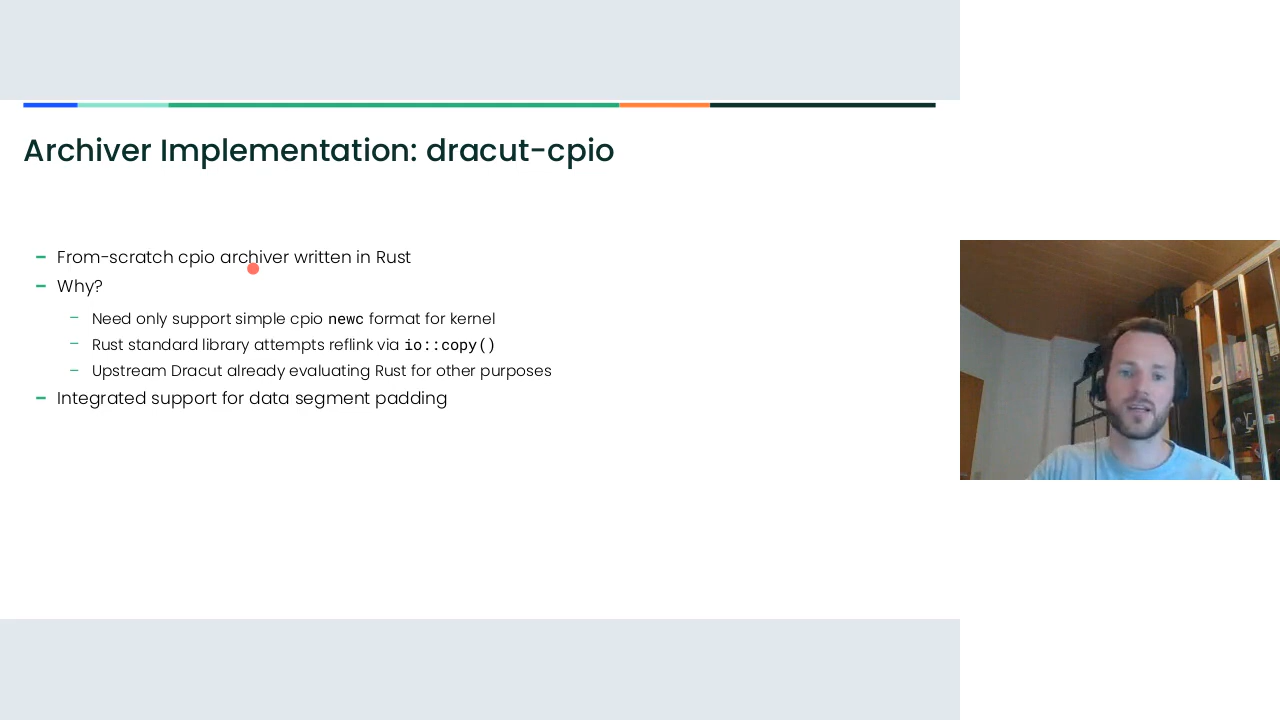 Archiver Implementation: dracut-cpio
– From-scratch cpio archiver written in Rust
– Why?
– Need only support simple cpio newc format for kernel
– Rust standard library attempts reflink via io::copy()
– Upstream Dracut already evaluating Rust for other purposes
– Integrated support for data segment padding